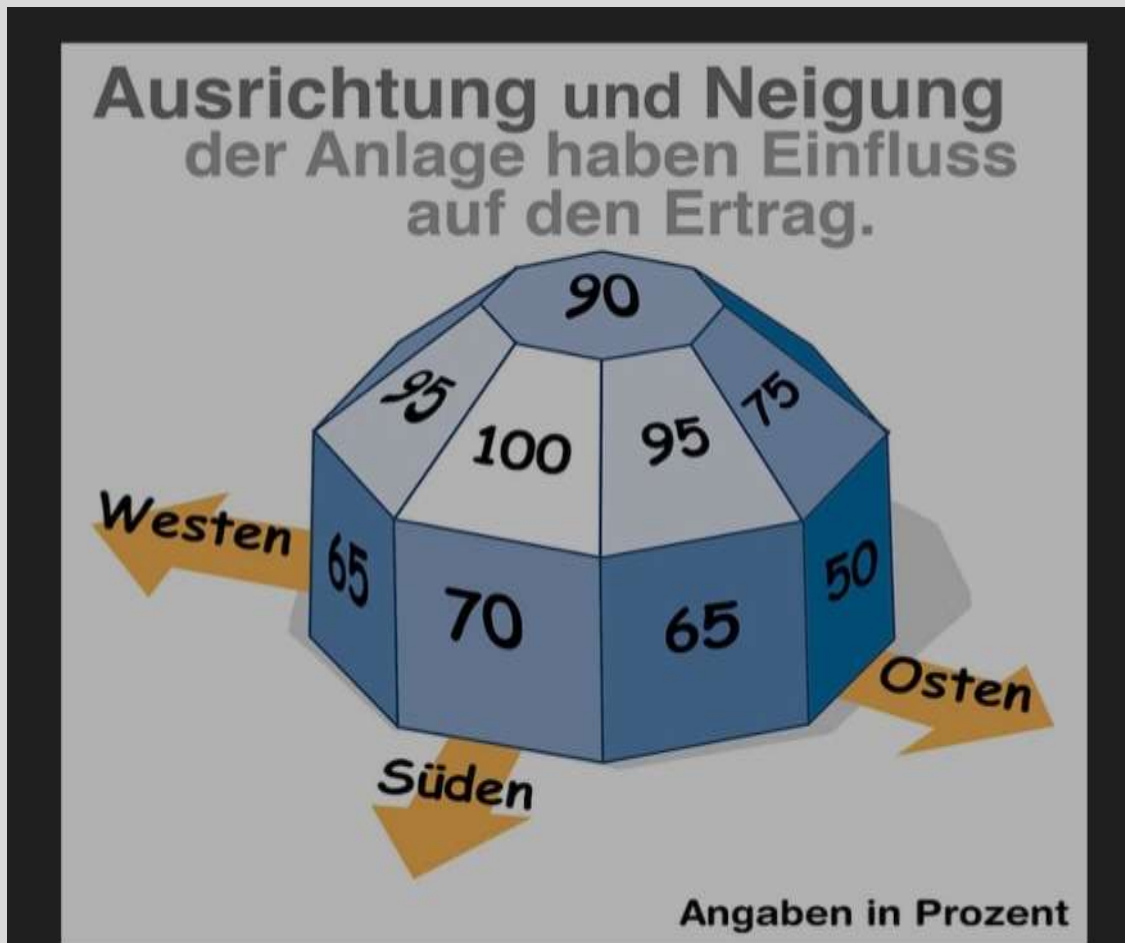 Ausrichtung und Neigung
der Anlage haben Einfluss
auf den Ertrag.
90
95
100
95
75
Westen
65
70
65
50
Osten
Süden
Angaben in Prozent